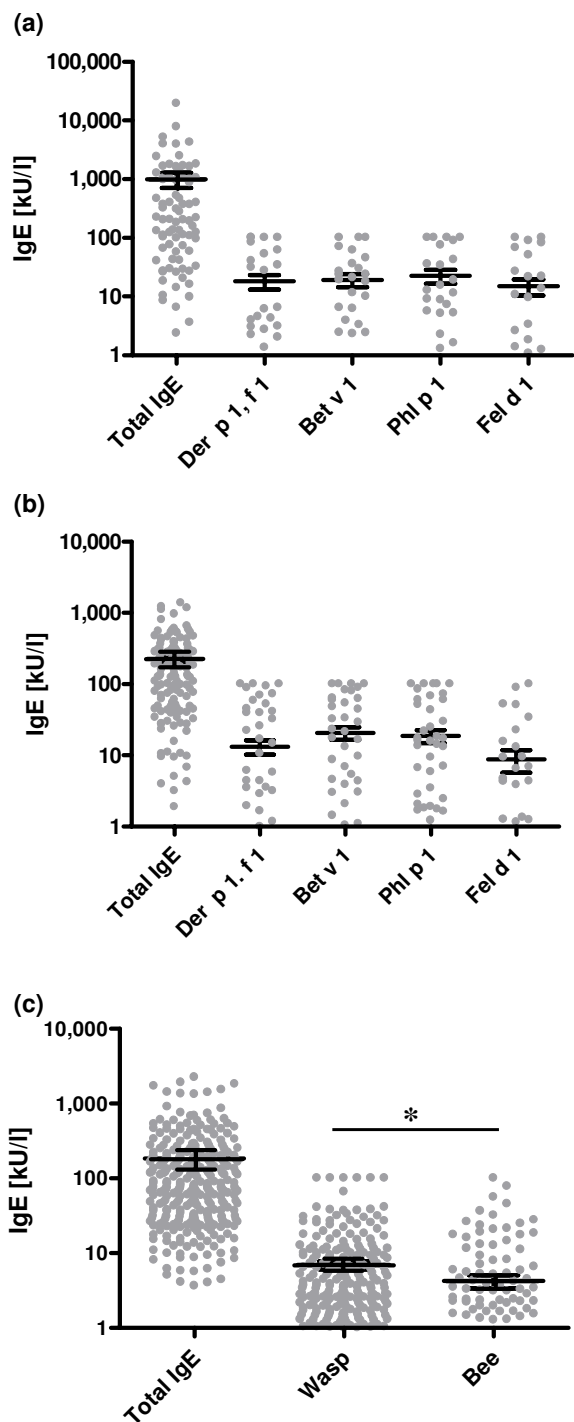 (a)
100,000
10,000
1,000
100
10
1
IgE [kU/l]
Total IgE
Der p 1, f 1
Bet v 1
Phl p 1
Fel d 1
(b)
10,000
1,000
100
10
1
IgE [kU/l]
Total IgE
Der p 1. f 1
Bet v 1
Phl p 1
Fel d 1
(c)
10,000
1,000
100
10
1
IgE [kU/l]
*
Total IgE
Wasp
Bee